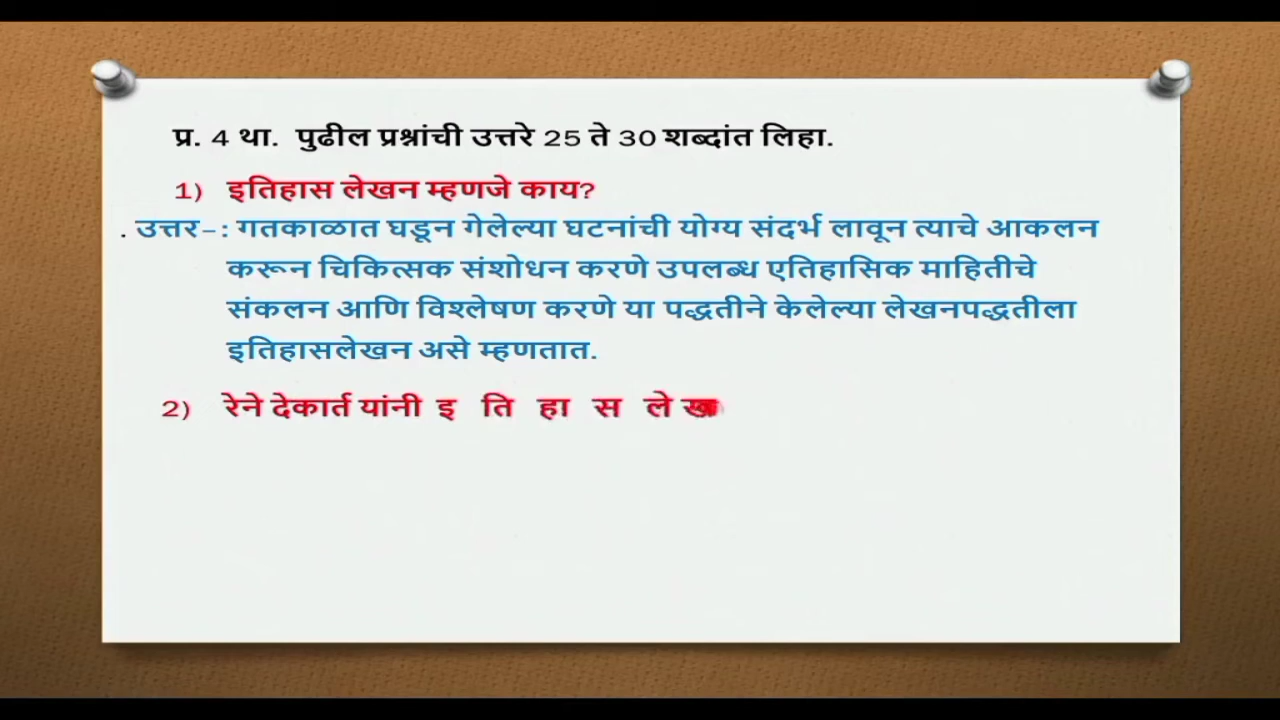 प्र. 4 था. पुढील प्रश्नांची उत्तरे 25 ते 30 शब्दांत लिहा.
1) इतिहास लेखन म्हणजे काय?
. उत्तर–: गतकाळात घडून गेलेल्या घटनांची योग्य संदर्भ लावून त्याचे आकलन
करून चिकित्सक संशोधन करणे उपलब्ध एतिहासिक माहितीचे
संकलन आणि विश्लेषण करणे या पद्धतीने केलेल्या लेखनपद्धतीला
इतिहासलेखन असे म्हणतात.
2) रेने देकार्त यांनी इ ति हा स ले